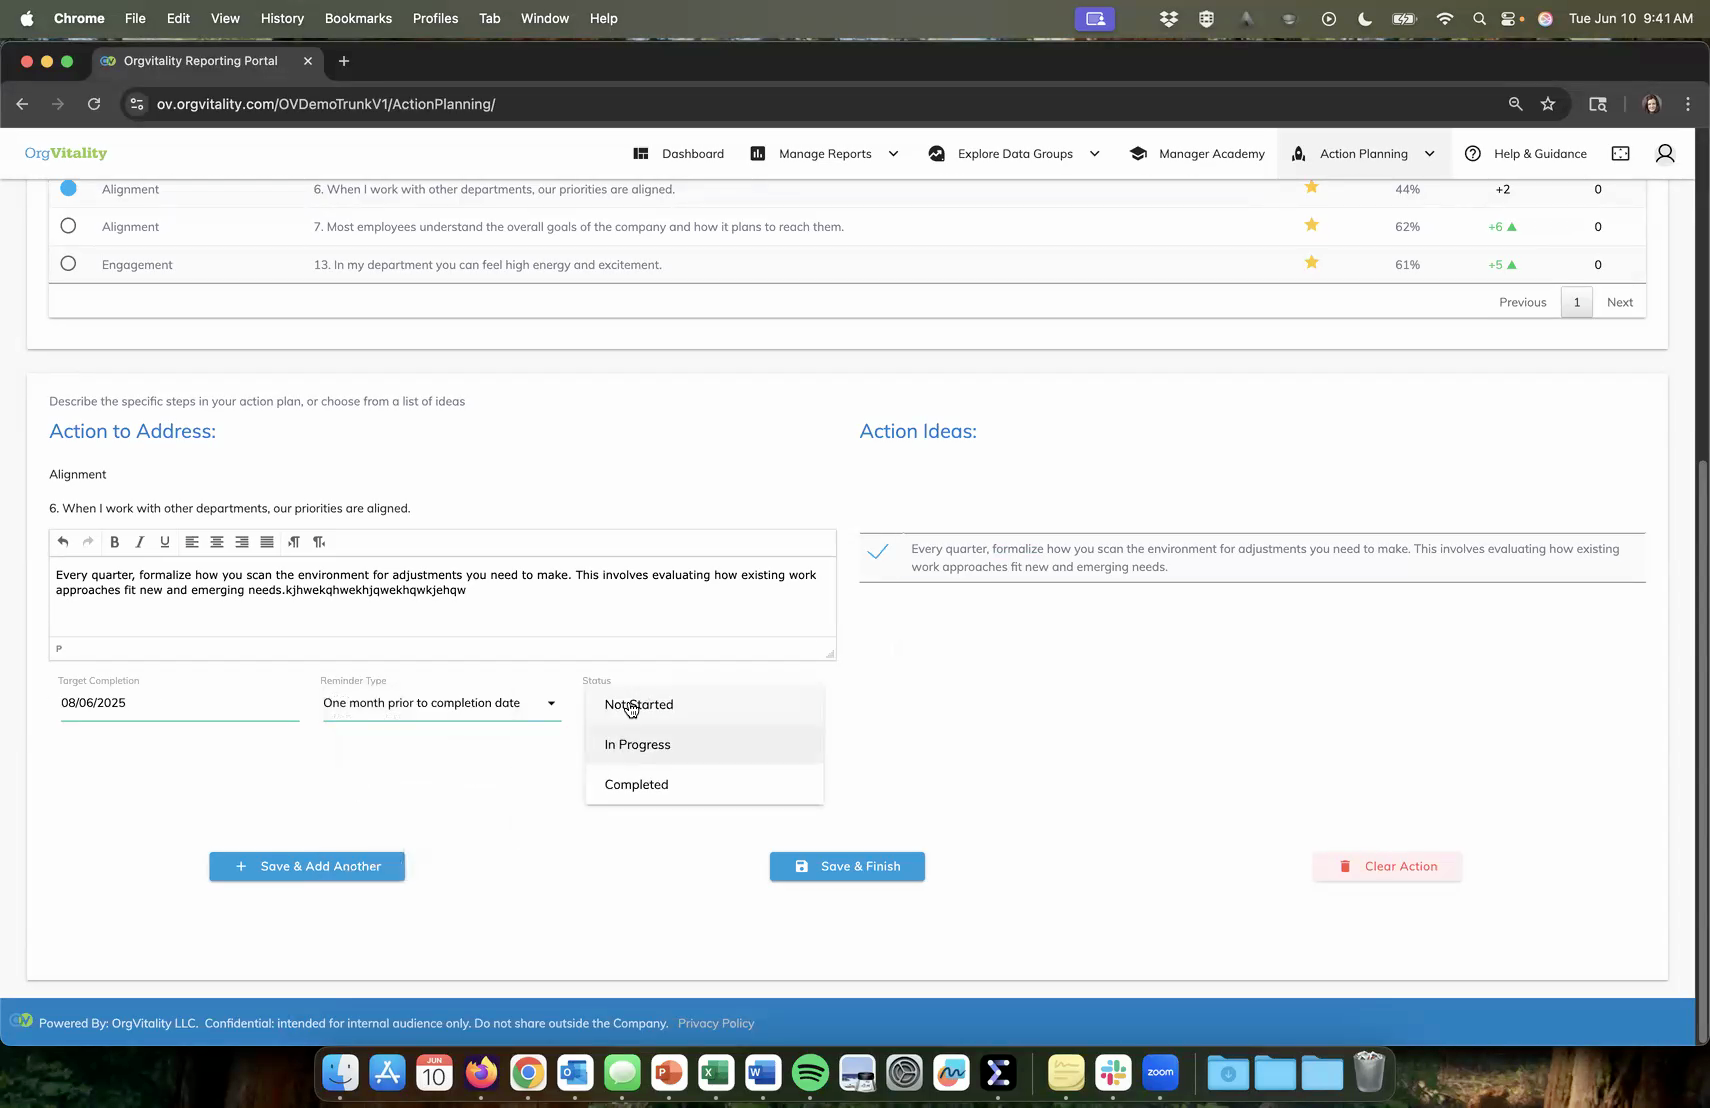 Chrome File Edit View History Bookmarks Profiles Tab Window Help Tue Jun 10 9:41 AM
Orgvitality Reporting Portal
ov.orgvitality.com/OVDemoTrunkV1/ActionPlanning/
OrgVitality Dashboard Manage Reports Explore Data Groups Manager Academy Action Planning Help & Guidance
Alignment 6. When I work with other departments, our priorities are aligned. 44% +2 0
Alignment 7. Most employees understand the overall goals of the company and how it plans to reach them. 62% +6 ▲ 0
Engagement 13. In my department you can feel high energy and excitement. 61% +5 ▲ 0
Previous 1 Next
Describe the specific steps in your action plan, or choose from a list of ideas
Action to Address:
Action Ideas:
Alignment
6. When I work with other departments, our priorities are aligned.
B I U
Every quarter, formalize how you scan the environment for adjustments you need to make. This involves evaluating how existing work
approaches fit new and emerging needs.kjhwekqhwekhjqwekhqwkjehqw
P
Every quarter, formalize how you scan the environment for adjustments you need to make. This involves evaluating how existing
work approaches fit new and emerging needs.
Target Completion Reminder Type Status
08/06/2025 One month prior to completion date
Not Started
In Progress
Completed
+ Save & Add Another Save & Finish Clear Action
Powered By: OrgVitality LLC. Confidential: intended for internal audience only. Do not share outside the Company. Privacy Policy
JUN
10
zoom